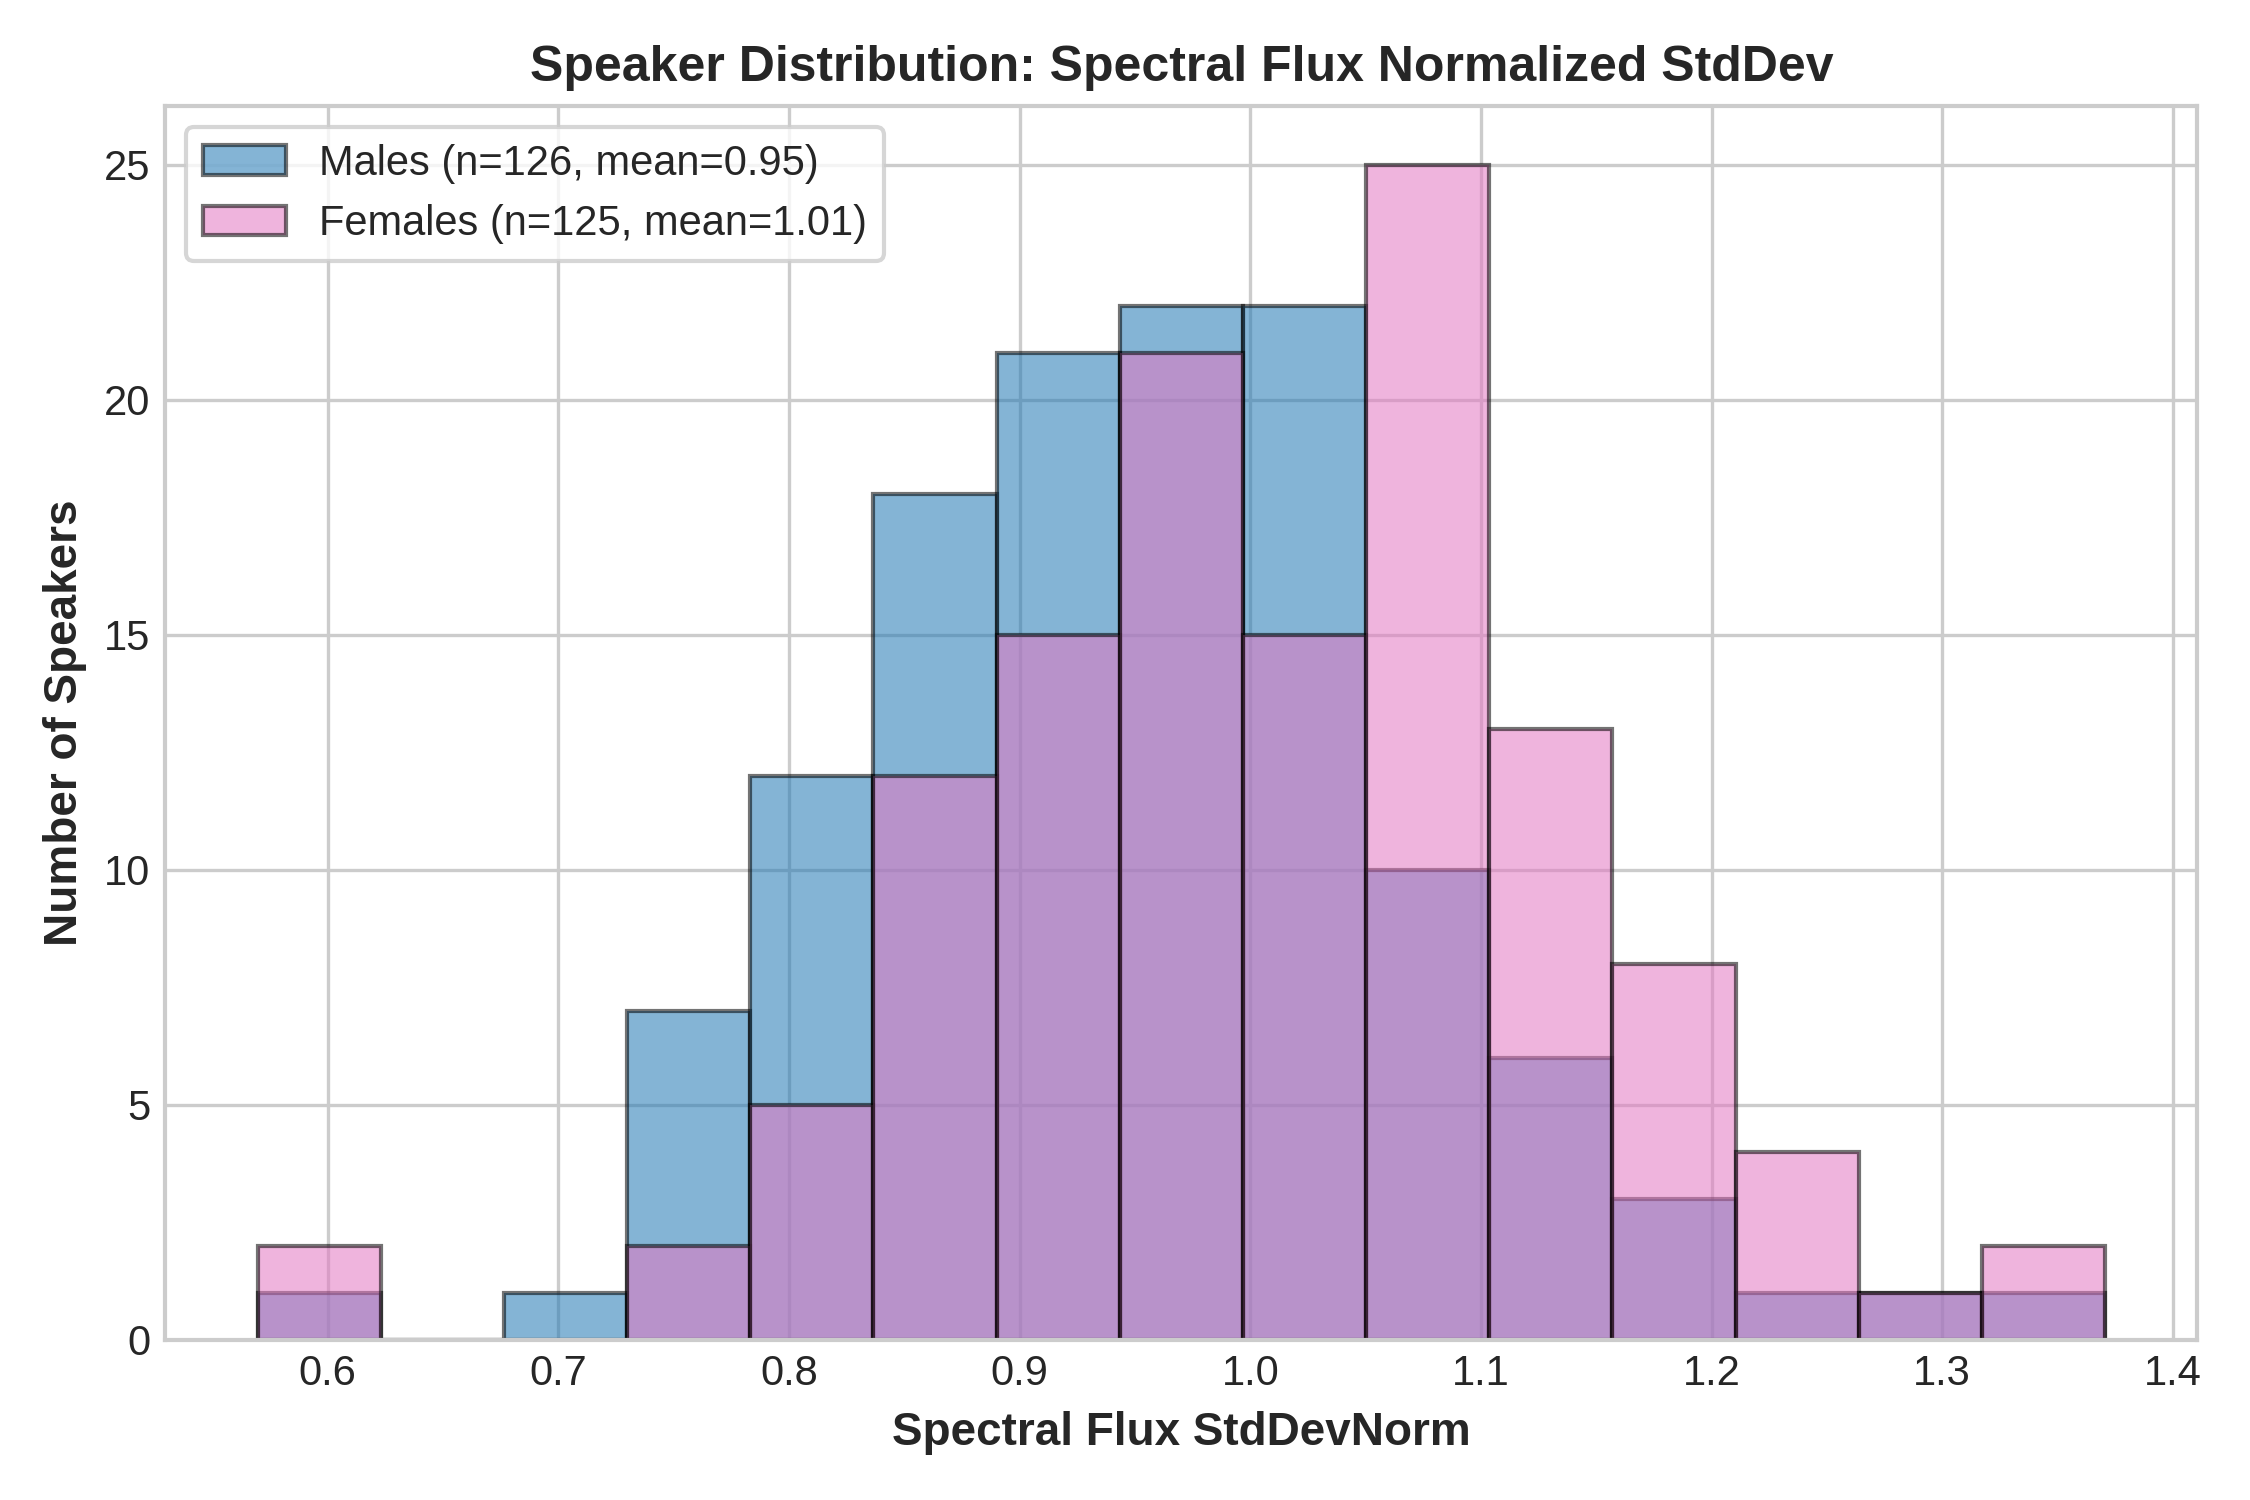 Speaker Distribution: Spectral Flux Normalized StdDev
Males (n=126, mean=0.95)
Females (n=125, mean=1.01)
25
20
15
10
5
0
Number of Speakers
0.6 0.7 0.8 0.9 1.0 1.1 1.2 1.3 1.4
Spectral Flux StdDevNorm